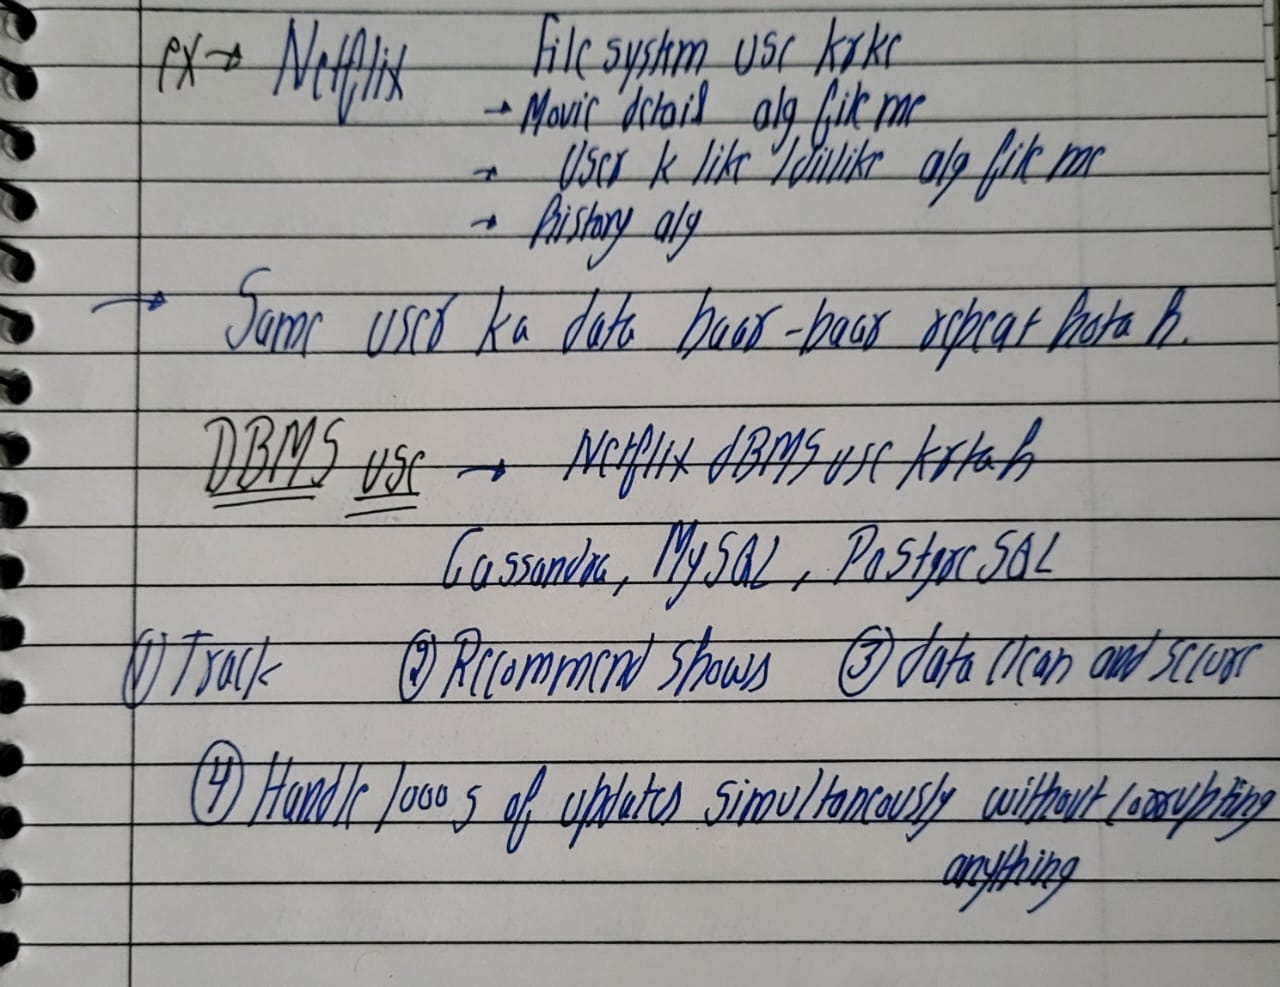 ex → Netflix File system use krke
→ Movie detail alg file me
→ User k like /dislike alg file me
→ history alg
→ Same user ka data baar-baar repeat hota h.
DBMS use → Netflix dBMS use krta h
Cassandra, MySQL, PostgreSQL
① Track ② Recommend shows ③ data clean and secure
④ Handle 1000 s of updates simultaneously without corrupting
anything